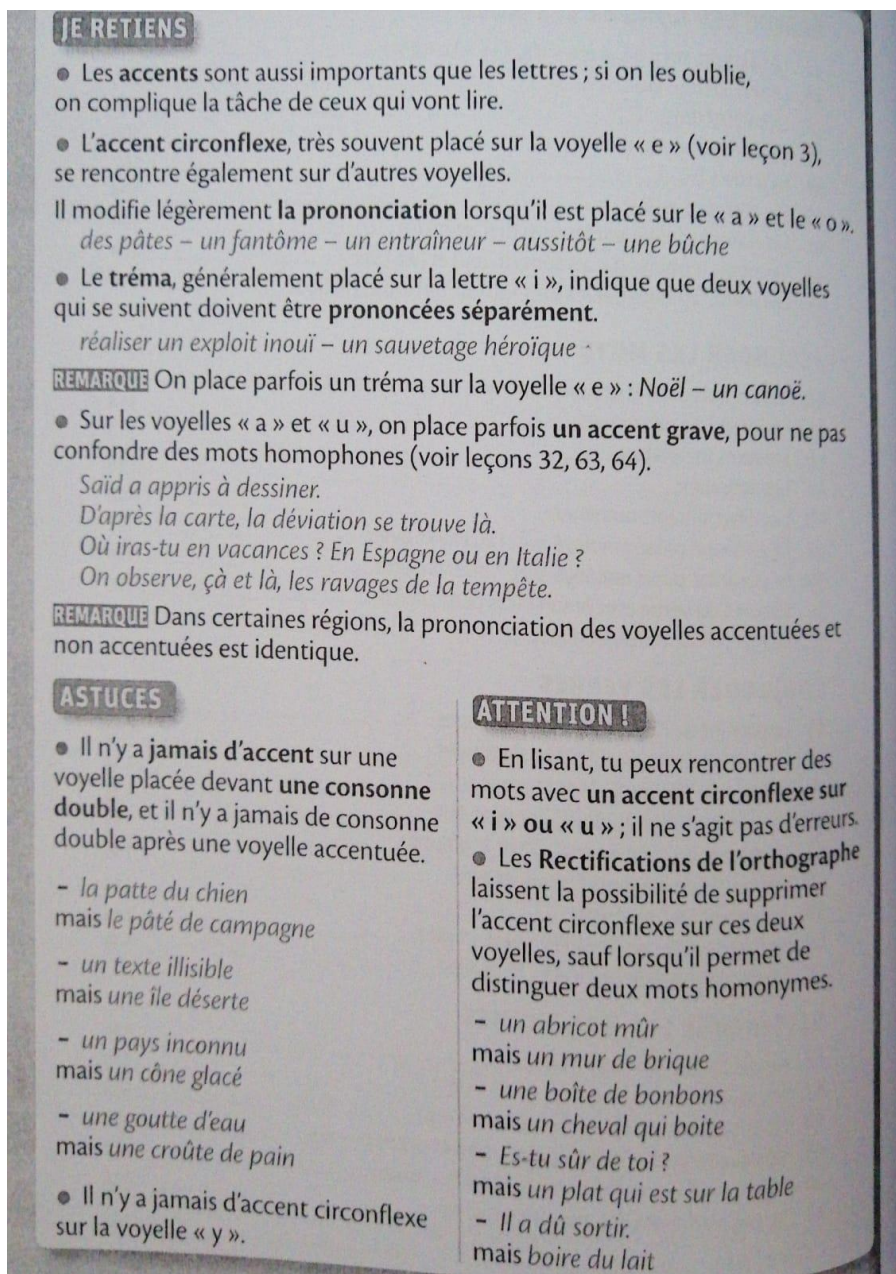 JE RETIENS
● Les accents sont aussi importants que les lettres ; si on les oublie,
on complique la tâche de ceux qui vont lire.
● L'accent circonflexe, très souvent placé sur la voyelle « e » (voir leçon 3),
se rencontre également sur d'autres voyelles.
Il modifie légèrement la prononciation lorsqu'il est placé sur le « a » et le « o ».
des pâtes – un fantôme – un entraîneur – aussitôt – une bûche
● Le tréma, généralement placé sur la lettre « i », indique que deux voyelles
qui se suivent doivent être prononcées séparément.
réaliser un exploit inouï – un sauvetage héroïque
REMARQUE On place parfois un tréma sur la voyelle « e » : Noël – un canoë.
● Sur les voyelles « a » et « u », on place parfois un accent grave, pour ne pas
confondre des mots homophones (voir leçons 32, 63, 64).
Saïd a appris à dessiner.
D'après la carte, la déviation se trouve là.
Où iras-tu en vacances ? En Espagne ou en Italie ?
On observe, çà et là, les ravages de la tempête.
REMARQUE Dans certaines régions, la prononciation des voyelles accentuées et
non accentuées est identique.
ASTUCES
● Il n'y a jamais d'accent sur une
voyelle placée devant une consonne
double, et il n'y a jamais de consonne
double après une voyelle accentuée.
– la patte du chien
mais le pâté de campagne
– un texte illisible
mais une île déserte
– un pays inconnu
mais un cône glacé
– une goutte d'eau
mais une croûte de pain
● Il n'y a jamais d'accent circonflexe
sur la voyelle « y ».
ATTENTION !
● En lisant, tu peux rencontrer des
mots avec un accent circonflexe sur
« i » ou « u » ; il ne s'agit pas d'erreurs.
● Les Rectifications de l'orthographe
laissent la possibilité de supprimer
l'accent circonflexe sur ces deux
voyelles, sauf lorsqu'il permet de
distinguer deux mots homonymes.
– un abricot mûr
mais un mur de brique
– une boîte de bonbons
mais un cheval qui boite
– Es-tu sûr de toi ?
mais un plat qui est sur la table
– Il a dû sortir.
mais boire du lait